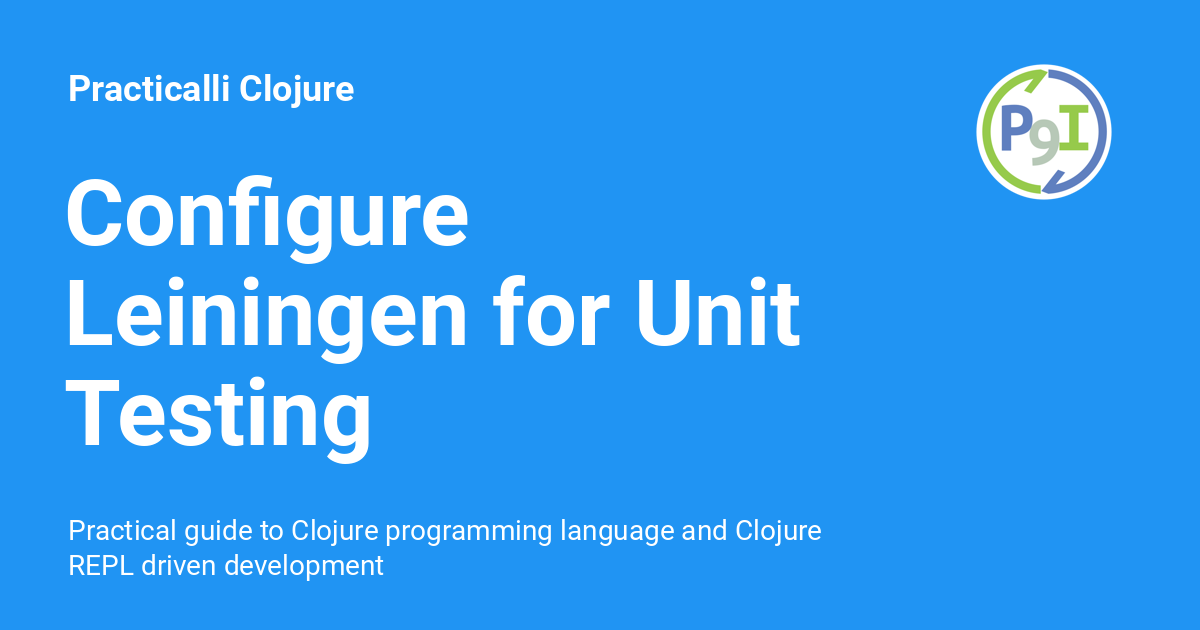 Practicalli Clojure
P9I
Configure
Leiningen for Unit
Testing
Practical guide to Clojure programming language and Clojure
REPL driven development